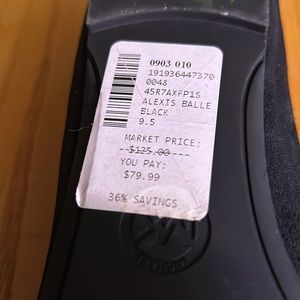 0903 010
191936447370
0048
45R7AXFP1S
ALEXIS BALLE
BLACK
9.5
MARKET PRICE:
$125.00
YOU PAY:
$79.99
36% SAVINGS